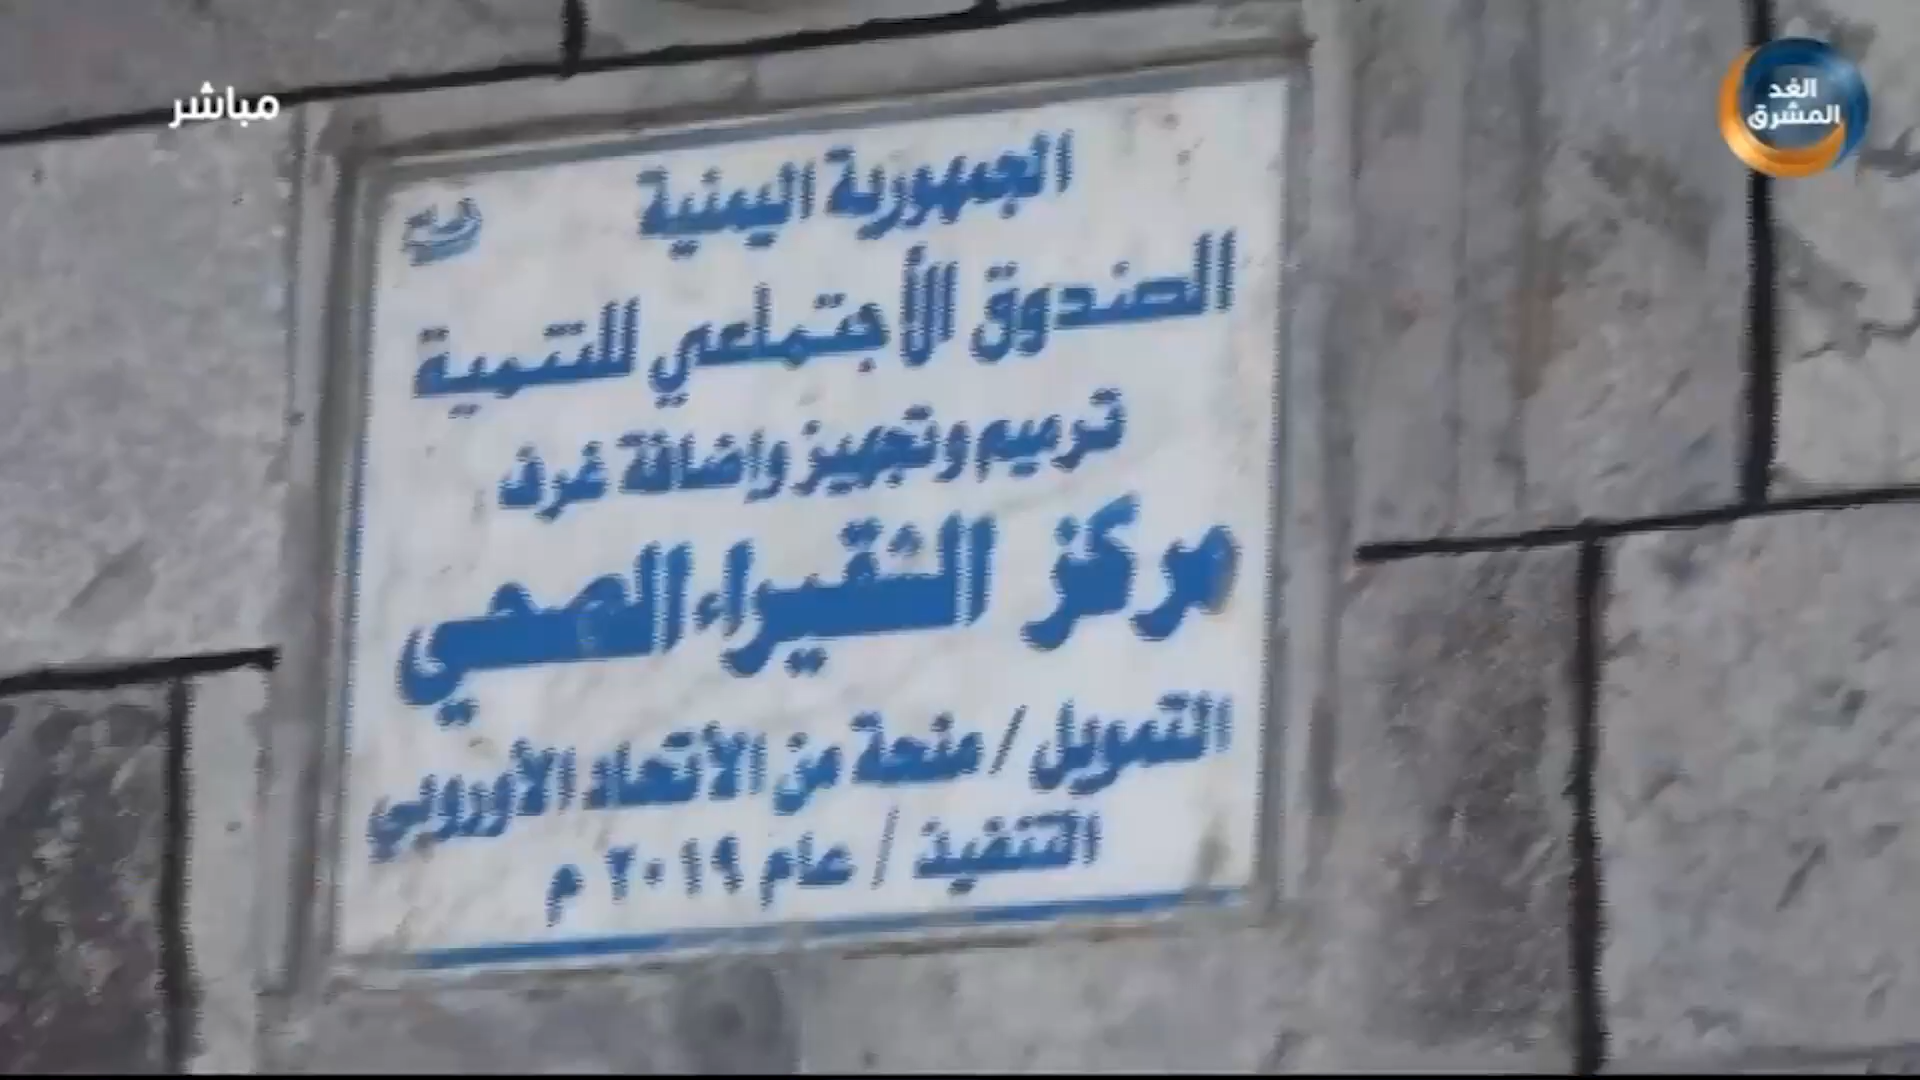 مباشر
الغد
المشرق
الجمهورية اليمنية
الصندوق الأجتماعي للتنمية
ترميم وتجهيز واضافة غرف
مركز الشقيراء الصحي
التمويل / منحة من الأتحاد الأوروبي
التنفيذ / عام ٢٠١٩ م